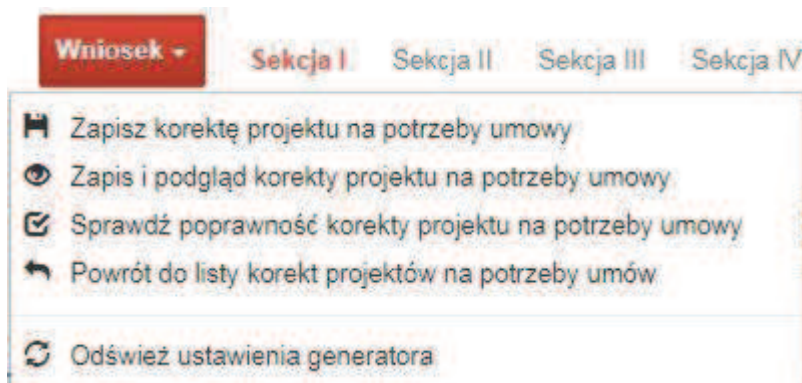 Wniosek Sekcja I Sekcja II Sekcja III Sekcja IV
Zapisz korektę projektu na potrzeby umowy
Zapis i podgląd korekty projektu na potrzeby umowy
Sprawdź poprawność korekty projektu na potrzeby umowy
Powrót do listy korekt projektów na potrzeby umów
Odśwież ustawienia generatora